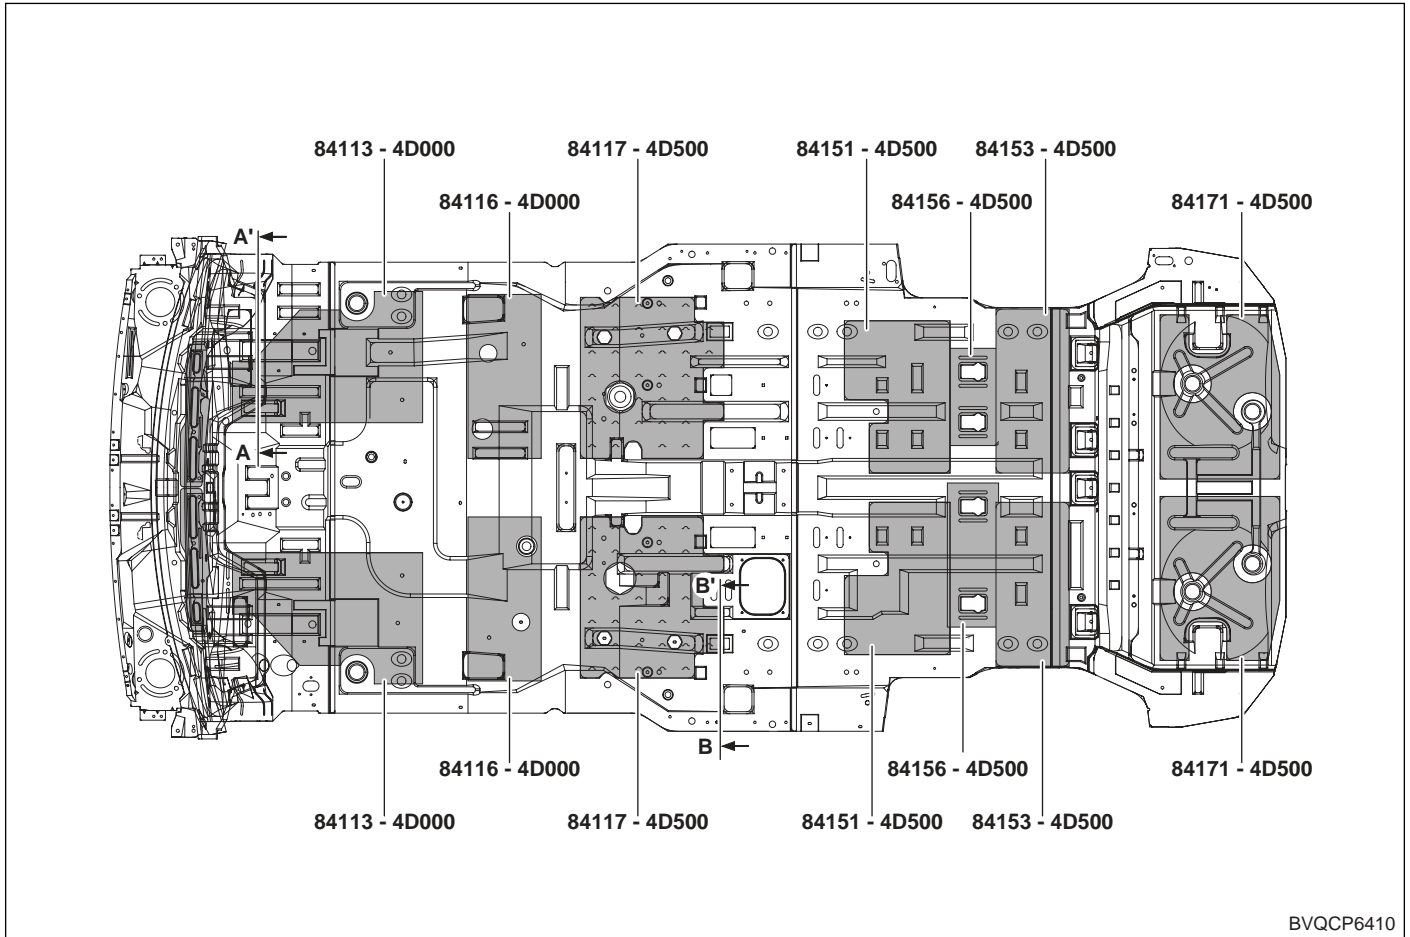 84113 - 4D000
84117 - 4D500
84151 - 4D500
84153 - 4D500
84116 - 4D000
84156 - 4D500
84171 - 4D500
A'
A
B'
B
84116 - 4D000
84156 - 4D500
84171 - 4D500
84113 - 4D000
84117 - 4D500
84151 - 4D500
84153 - 4D500
BVQCP6410